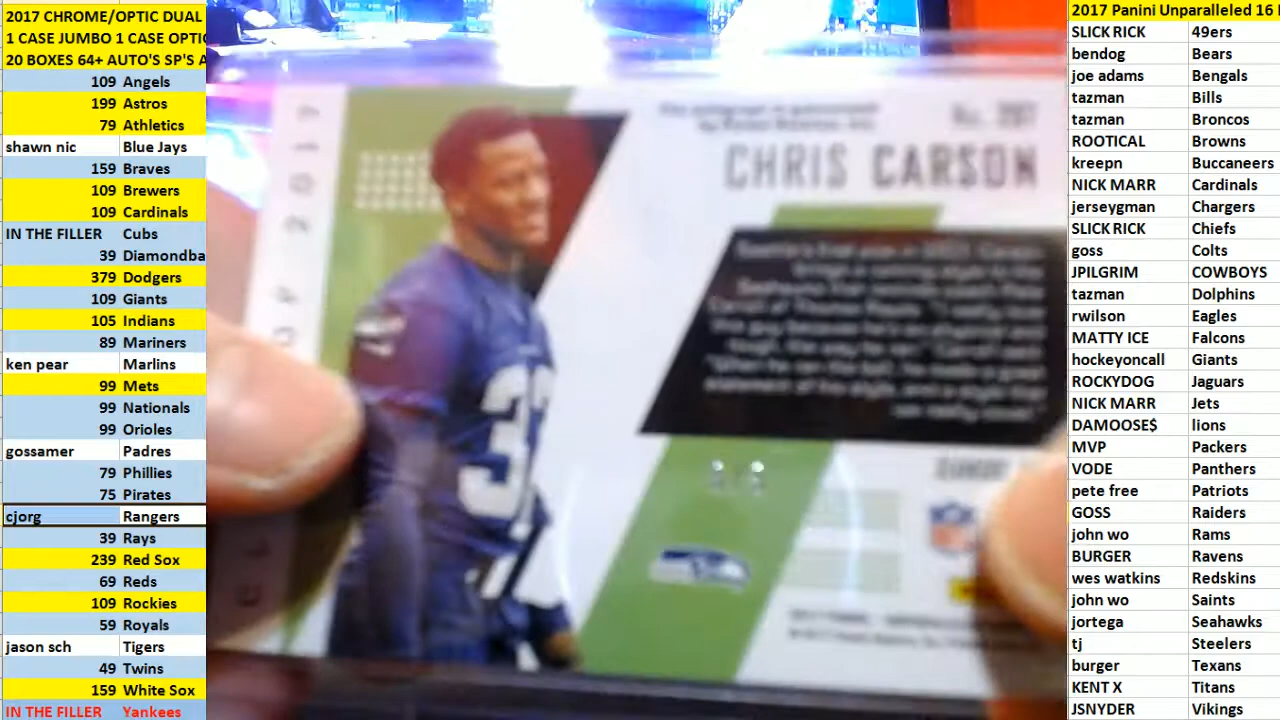 2017 CHROME/OPTIC DUAL
1 CASE JUMBO 1 CASE OPTIC
20 BOXES 64+ AUTO'S SP'S A
109 Angels
199 Astros
79 Athletics
shawn nic Blue Jays
159 Braves
109 Brewers
109 Cardinals
IN THE FILLER Cubs
39 Diamondba
379 Dodgers
109 Giants
105 Indians
89 Mariners
ken pear Marlins
99 Mets
99 Nationals
99 Orioles
gossamer Padres
79 Phillies
75 Pirates
cjorg Rangers
39 Rays
239 Red Sox
69 Reds
109 Rockies
59 Royals
jason sch Tigers
49 Twins
159 White Sox
IN THE FILLER Yankees
2017
CHRIS CARSON
32
NFL
2017 Panini Unparalleled 16
SLICK RICK 49ers
bendog Bears
joe adams Bengals
tazman Bills
tazman Broncos
ROOTICAL Browns
kreepn Buccaneers
NICK MARR Cardinals
jerseygman Chargers
SLICK RICK Chiefs
goss Colts
JPILGRIM COWBOYS
tazman Dolphins
rwilson Eagles
MATTY ICE Falcons
hockeyoncall Giants
ROCKYDOG Jaguars
NICK MARR Jets
DAMOOSE$ lions
MVP Packers
VODE Panthers
pete free Patriots
GOSS Raiders
john wo Rams
BURGER Ravens
wes watkins Redskins
john wo Saints
jortega Seahawks
tj Steelers
burger Texans
KENT X Titans
JSNYDER Vikings